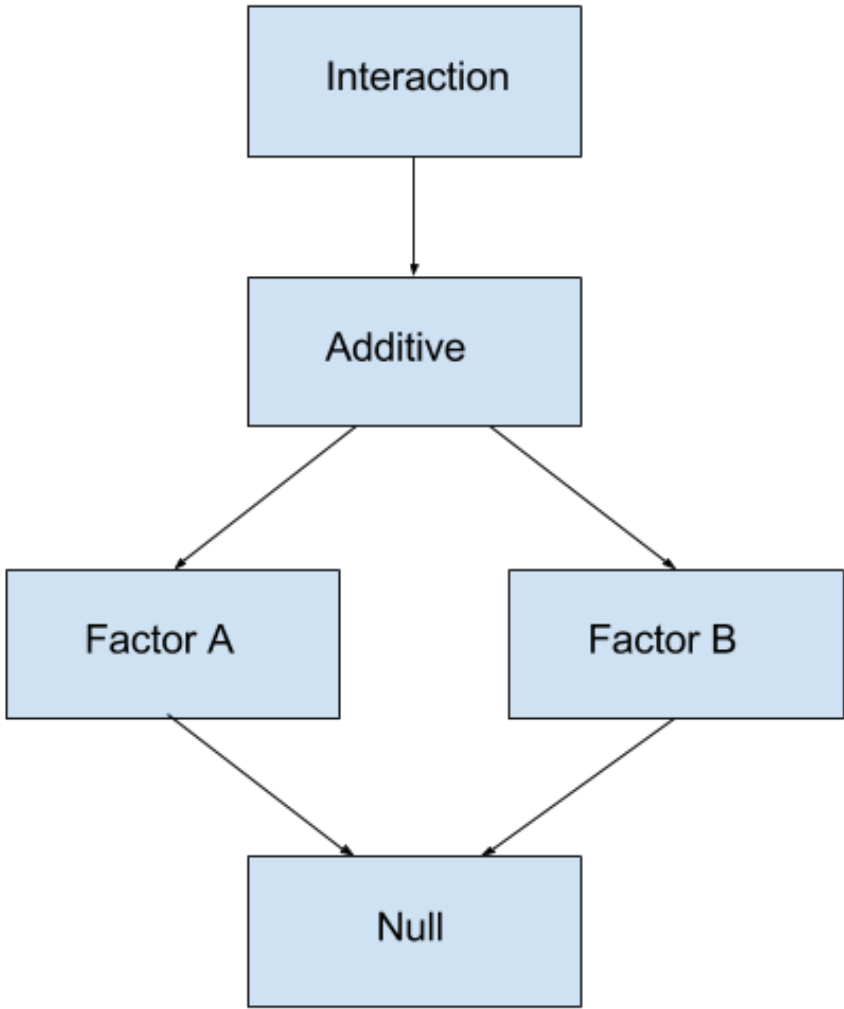 Interaction
Additive
Factor A
Factor B
Null